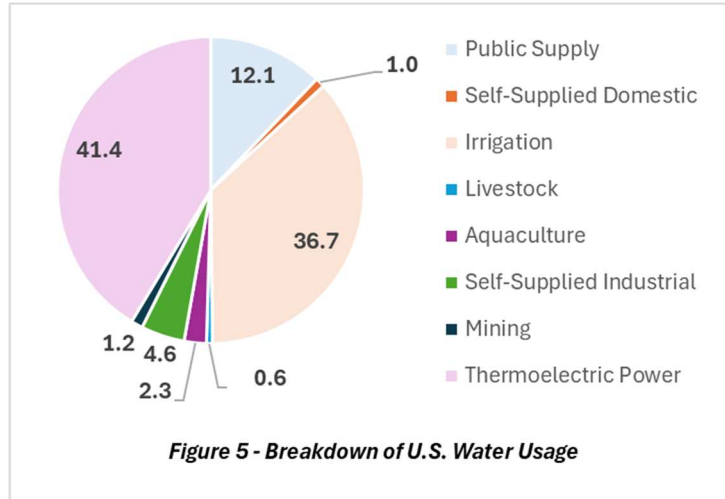 12.1
1.0
36.7
0.6
2.3
4.6
1.2
41.4
Public Supply
Self-Supplied Domestic
Irrigation
Livestock
Aquaculture
Self-Supplied Industrial
Mining
Thermoelectric Power
Figure 5 - Breakdown of U.S. Water Usage